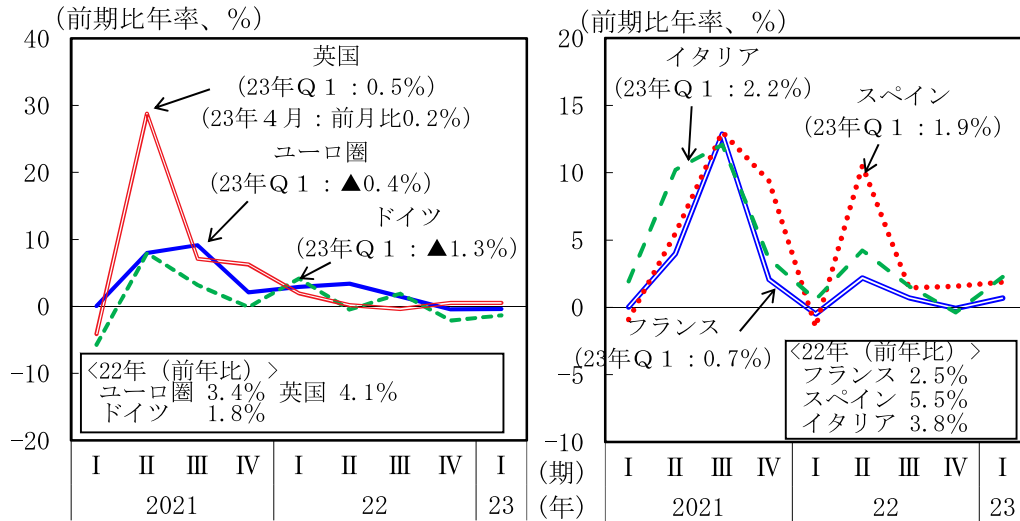 (前期比年率、%)
40
30
20
10
0
−10
−20
英国
(23年Q1:0.5%)
(23年4月:前月比0.2%)
ユーロ圏
(23年Q1:▲0.4%)
ドイツ
(23年Q1:▲1.3%)
<22年(前年比)>
ユーロ圏 3.4% 英国 4.1%
ドイツ 1.8%
Ⅰ Ⅱ Ⅲ Ⅳ Ⅰ Ⅱ Ⅲ Ⅳ Ⅰ (期)
2021 22 23 (年)
(前期比年率、%)
20
15
10
5
0
−5
−10
イタリア
(23年Q1:2.2%)
スペイン
(23年Q1:1.9%)
フランス
(23年Q1:0.7%)
<22年(前年比)>
フランス 2.5%
スペイン 5.5%
イタリア 3.8%
Ⅰ Ⅱ Ⅲ Ⅳ Ⅰ Ⅱ Ⅲ Ⅳ Ⅰ
2021 22 23